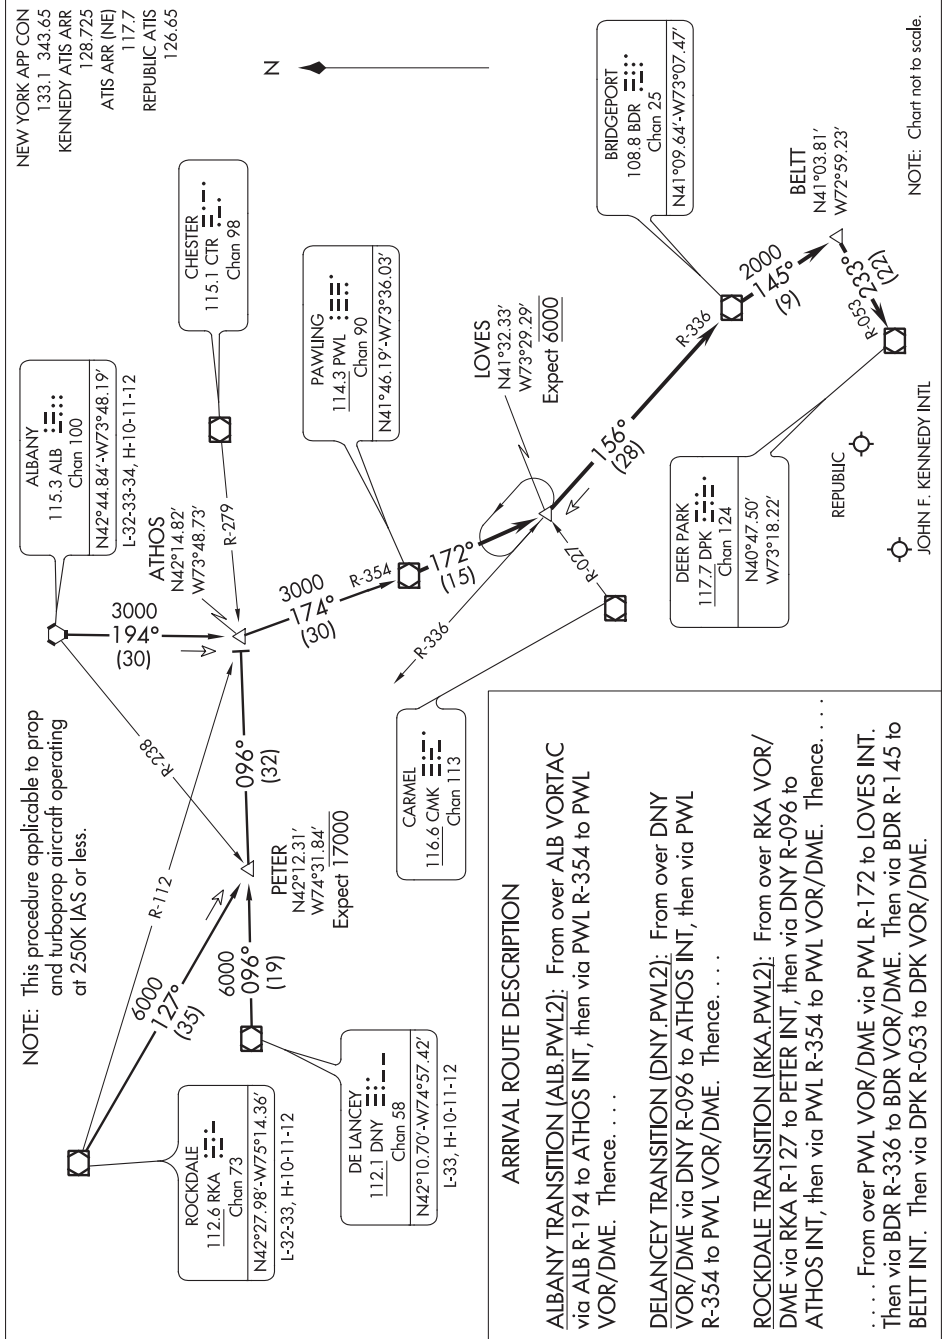 NEW YORK APP CON
133.1 343.65
KENNEDY ATIS ARR
128.725
ATIS ARR (NE)
117.7
REPUBLIC ATIS
126.65
N
NOTE: This procedure applicable to prop
and turboprop aircraft operating
at 250K IAS or less.
ALBANY
115.3 ALB
Chan 100
N42°44.84'-W73°48.19'
L-32-33-34, H-10-11-12
CHESTER
115.1 CTR
Chan 98
ROCKDALE
112.6 RKA
Chan 73
N42°27.98'-W75°14.36'
L-32-33, H-10-11-12
DE LANCEY
112.1 DNY
Chan 58
N42°10.70'-W74°57.42'
L-33, H-10-11-12
6000
127°
(35)
R-112
6000
096°
(19)
R-238
PETER
N42°12.31'
W74°31.84'
Expect 17000
096°
(32)
3000
194°
(30)
ATHOS
N42°14.82'
W73°48.73'
R-279
3000
174°
(30)
R-354
PAWLING
114.3 PWL
Chan 90
N41°46.19'-W73°36.03'
172°
(15)
R-336
CARMEL
116.6 CMK
Chan 113
R-027
LOVES
N41°32.33'
W73°29.29'
Expect 6000
156°
(28)
R-336
BRIDGEPORT
108.8 BDR
Chan 25
N41°09.64'-W73°07.47'
2000
145°
(9)
BELTT
N41°03.81'
W72°59.23'
R-053
233°
(22)
DEER PARK
117.7 DPK
Chan 124
N40°47.50'
W73°18.22'
REPUBLIC
JOHN F. KENNEDY INTL
NOTE: Chart not to scale.
ARRIVAL ROUTE DESCRIPTION
ALBANY TRANSITION (ALB.PWL2): From over ALB VORTAC
via ALB R-194 to ATHOS INT, then via PWL R-354 to PWL
VOR/DME. Thence. . . .
DELANCEY TRANSITION (DNY.PWL2): From over DNY
VOR/DME via DNY R-096 to ATHOS INT, then via PWL
R-354 to PWL VOR/DME. Thence. . . .
ROCKDALE TRANSITION (RKA.PWL2): From over RKA VOR/
DME via RKA R-127 to PETER INT, then via DNY R-096 to
ATHOS INT, then via PWL R-354 to PWL VOR/DME. Thence. . . .
. . . . From over PWL VOR/DME via PWL R-172 to LOVES INT.
Then via BDR R-336 to BDR VOR/DME. Then via BDR R-145 to
BELTT INT. Then via DPK R-053 to DPK VOR/DME.